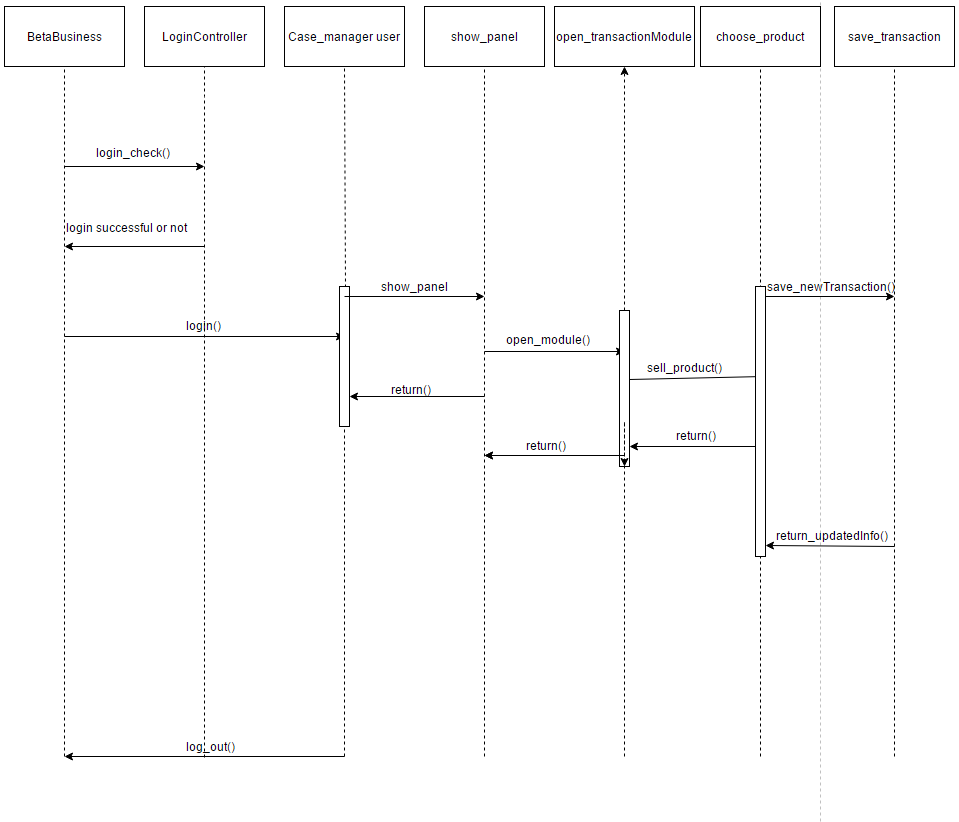 BetaBusiness
LoginController
Case_manager user
show_panel
open_transactionModule
choose_product
save_transaction
login_check()
login successful or not
show_panel
save_newTransaction()
login()
open_module()
sell_product()
return()
return()
return()
return_updatedInfo()
log_out()